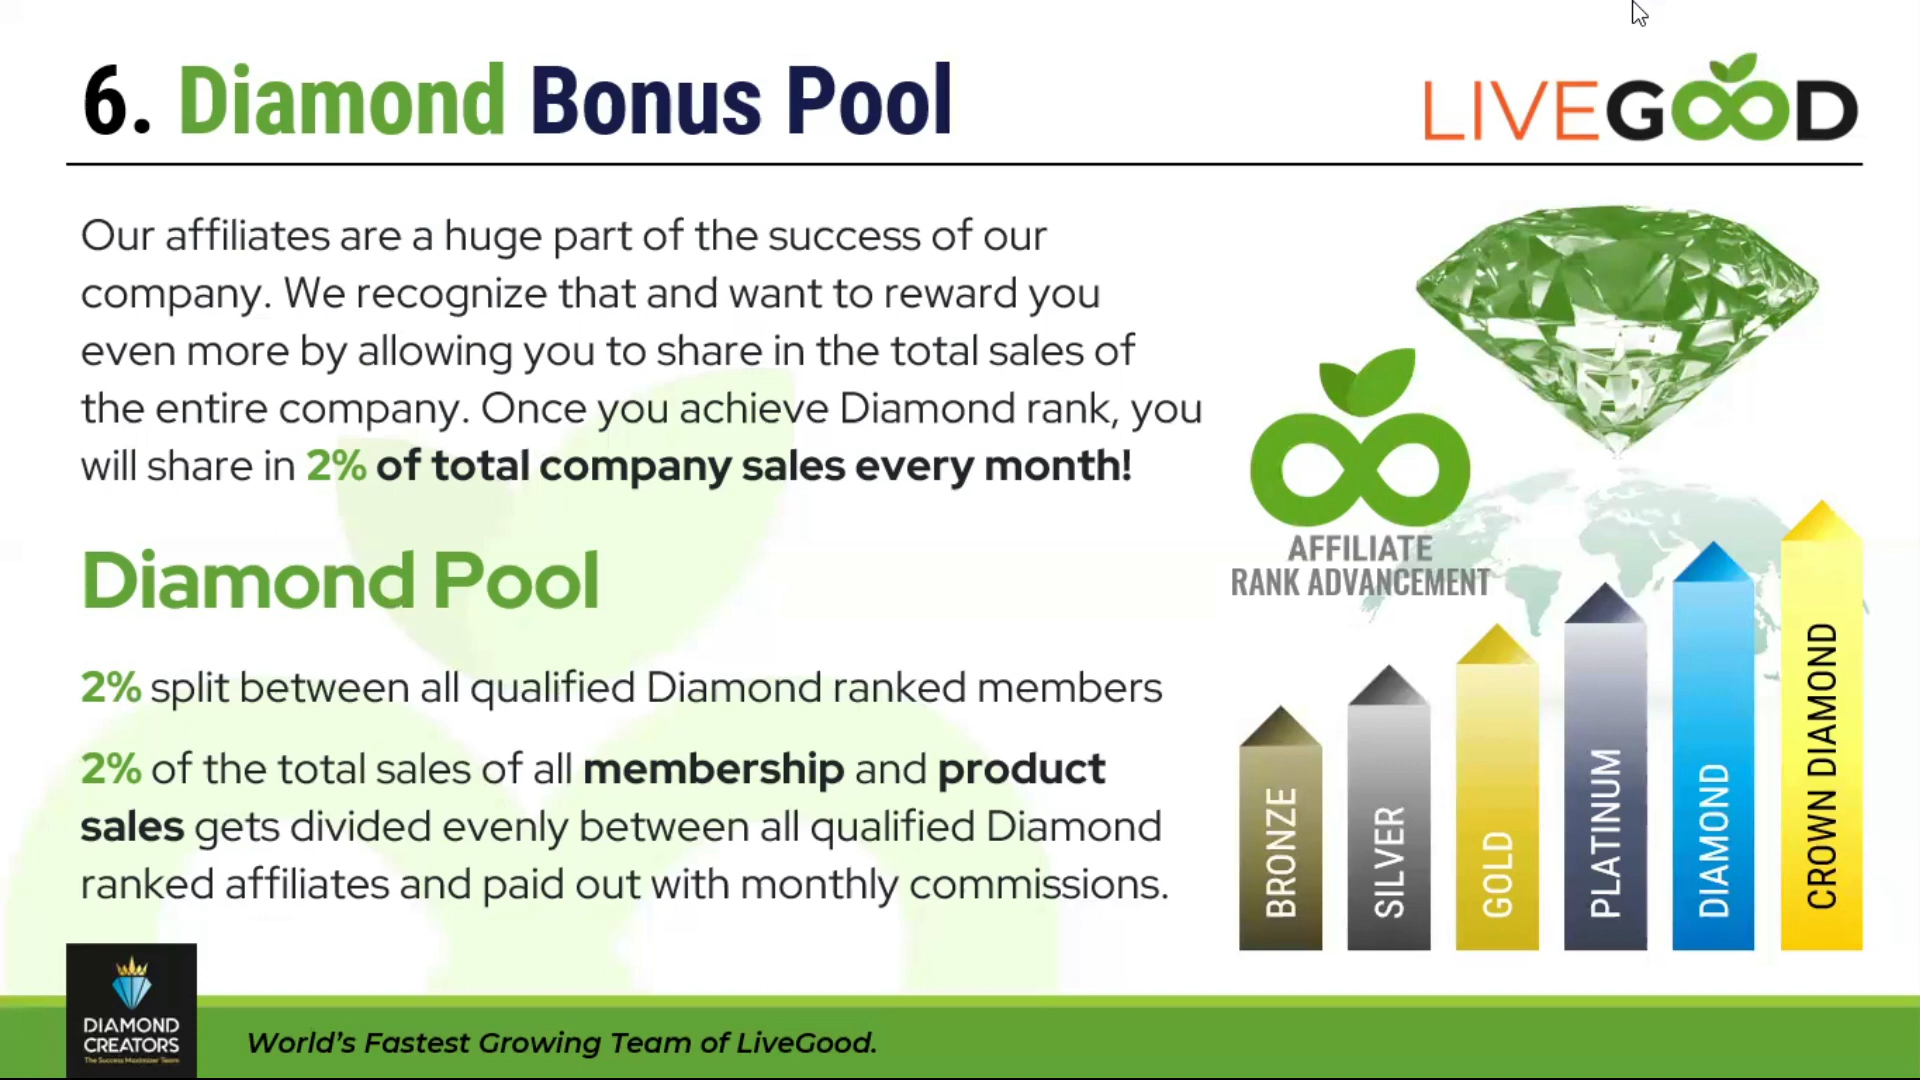 6. Diamond Bonus Pool
LIVEGOOD
Our affiliates are a huge part of the success of our
company. We recognize that and want to reward you
even more by allowing you to share in the total sales of
the entire company. Once you achieve Diamond rank, you
will share in 2% of total company sales every month!
Diamond Pool
2% split between all qualified Diamond ranked members
2% of the total sales of all membership and product
sales gets divided evenly between all qualified Diamond
ranked affiliates and paid out with monthly commissions.
AFFILIATE
RANK ADVANCEMENT
BRONZE
SILVER
GOLD
PLATINUM
DIAMOND
CROWN DIAMOND
DIAMOND
CREATORS
The Success Maximizer Team
World's Fastest Growing Team of LiveGood.